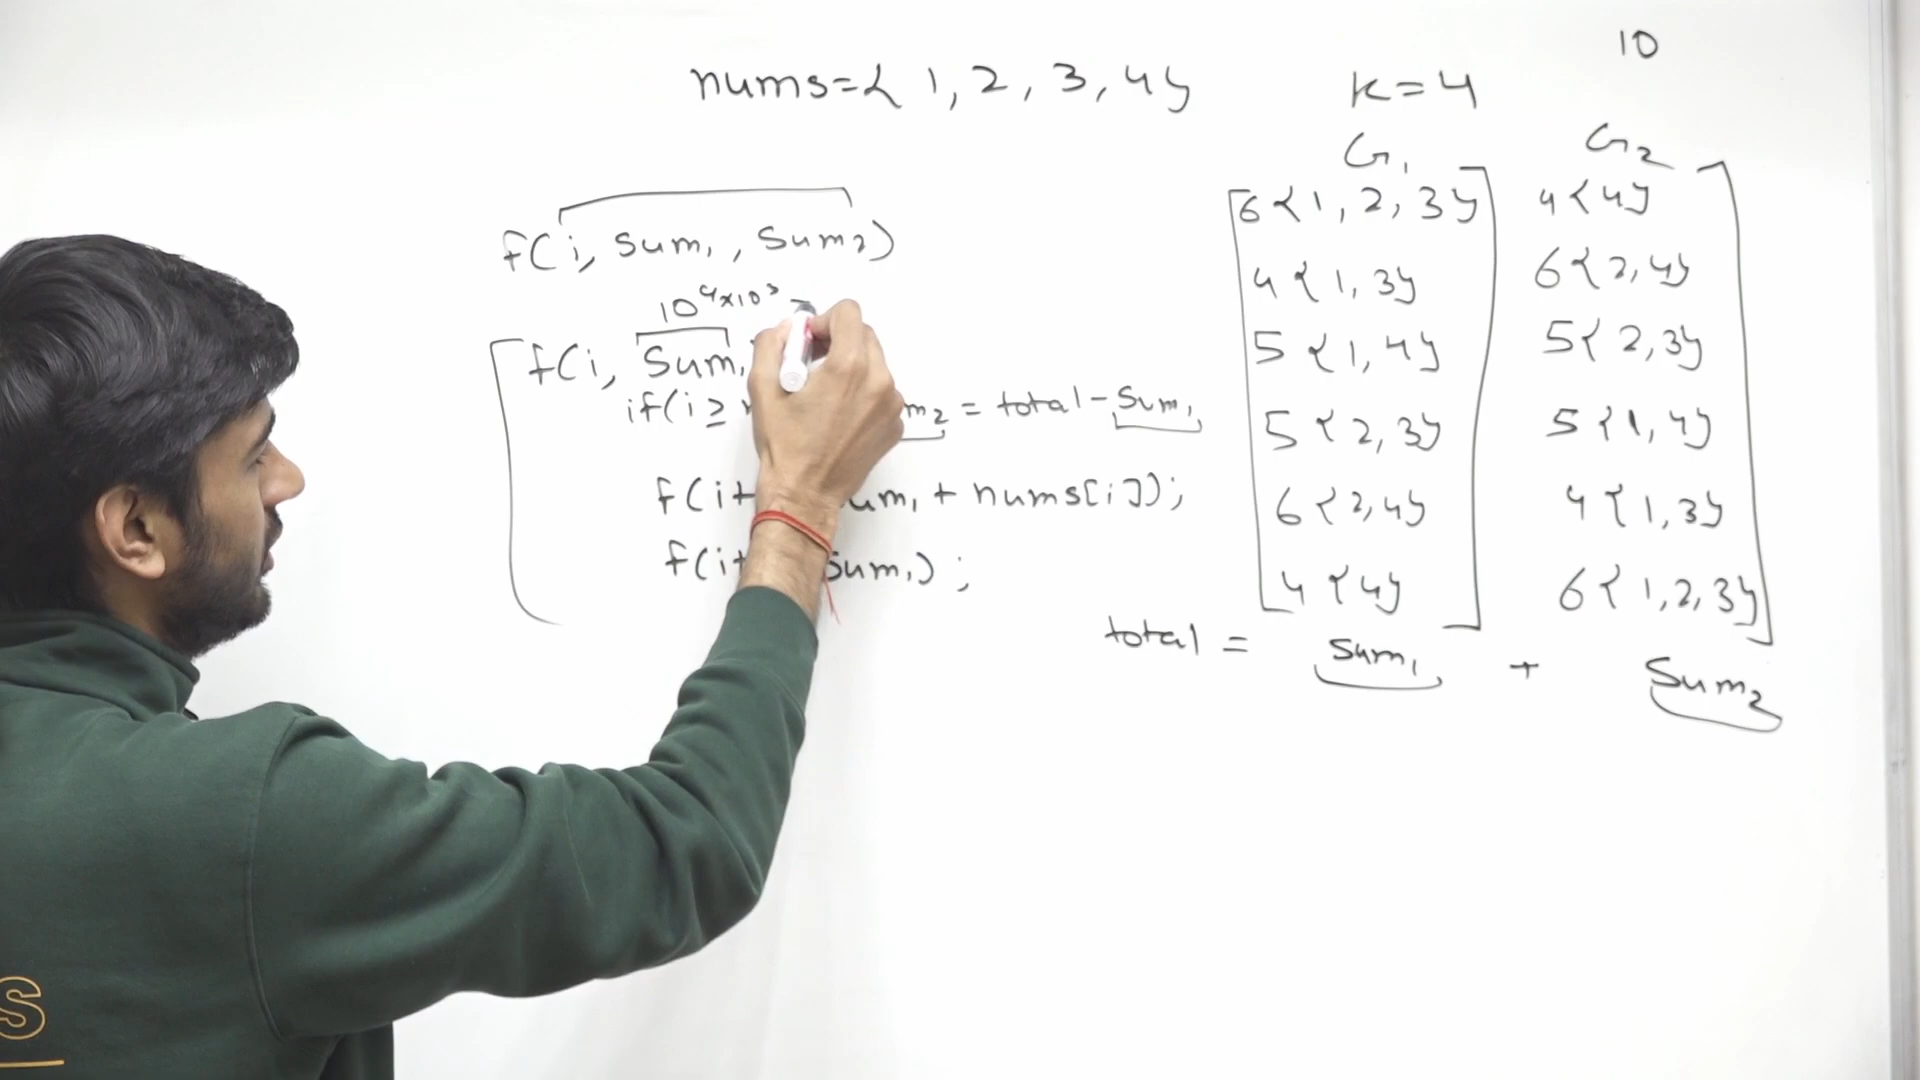 10
nums={ 1, 2, 3, 4}
k=4
G1 G2
f(i, sum1, sum2)
10^4x10^3
f(i, sum1
if(i ≥ m2 = total-sum1
f(i+ um1 + nums[i]);
f(i+ sum1);
6{1, 2, 3} 4{4}
4{1, 3} 6{2,4}
5{1, 4} 5{2,3}
5{2, 3} 5{1,4}
6{2,4} 4{1,3}
4{4} 6{1,2,3}
total = sum1 + sum2
S